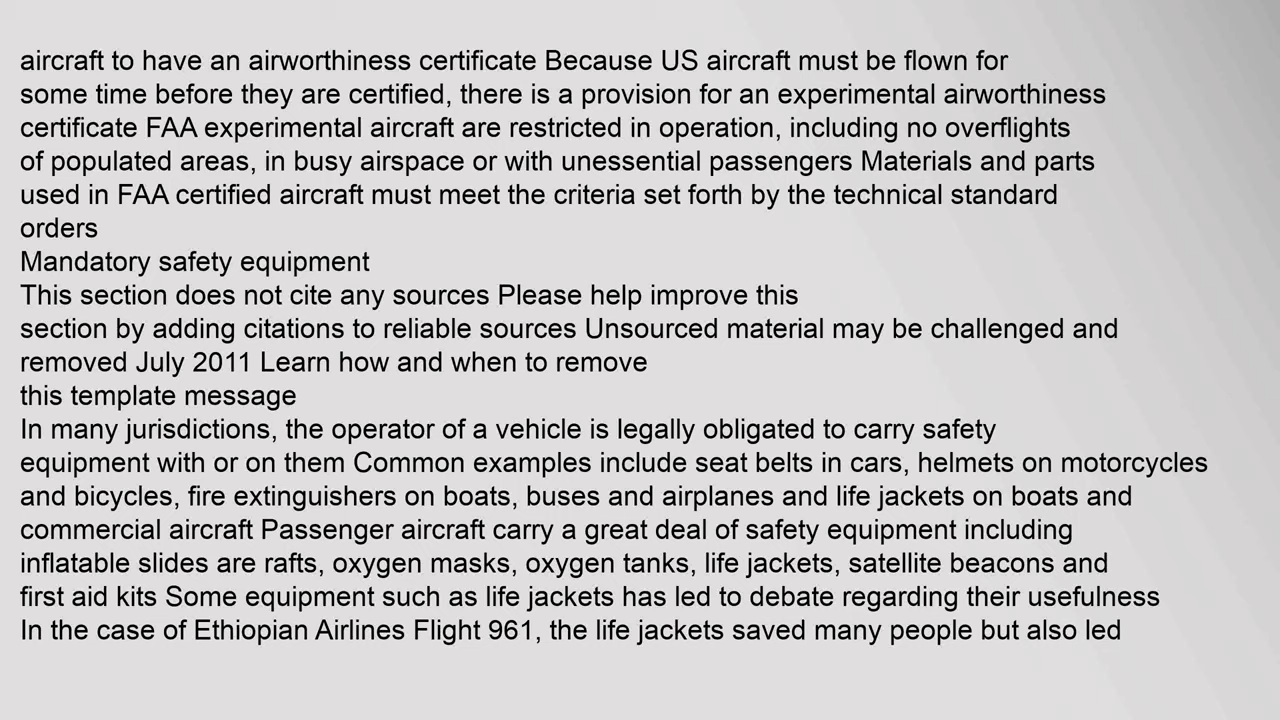 aircraft to have an airworthiness certificate Because US aircraft must be flown for
some time before they are certified, there is a provision for an experimental airworthiness
certificate FAA experimental aircraft are restricted in operation, including no overflights
of populated areas, in busy airspace or with unessential passengers Materials and parts
used in FAA certified aircraft must meet the criteria set forth by the technical standard
orders
Mandatory safety equipment
This section does not cite any sources Please help improve this
section by adding citations to reliable sources Unsourced material may be challenged and
removed July 2011 Learn how and when to remove
this template message
In many jurisdictions, the operator of a vehicle is legally obligated to carry safety
equipment with or on them Common examples include seat belts in cars, helmets on motorcycles
and bicycles, fire extinguishers on boats, buses and airplanes and life jackets on boats and
commercial aircraft Passenger aircraft carry a great deal of safety equipment including
inflatable slides are rafts, oxygen masks, oxygen tanks, life jackets, satellite beacons and
first aid kits Some equipment such as life jackets has led to debate regarding their usefulness
In the case of Ethiopian Airlines Flight 961, the life jackets saved many people but also led